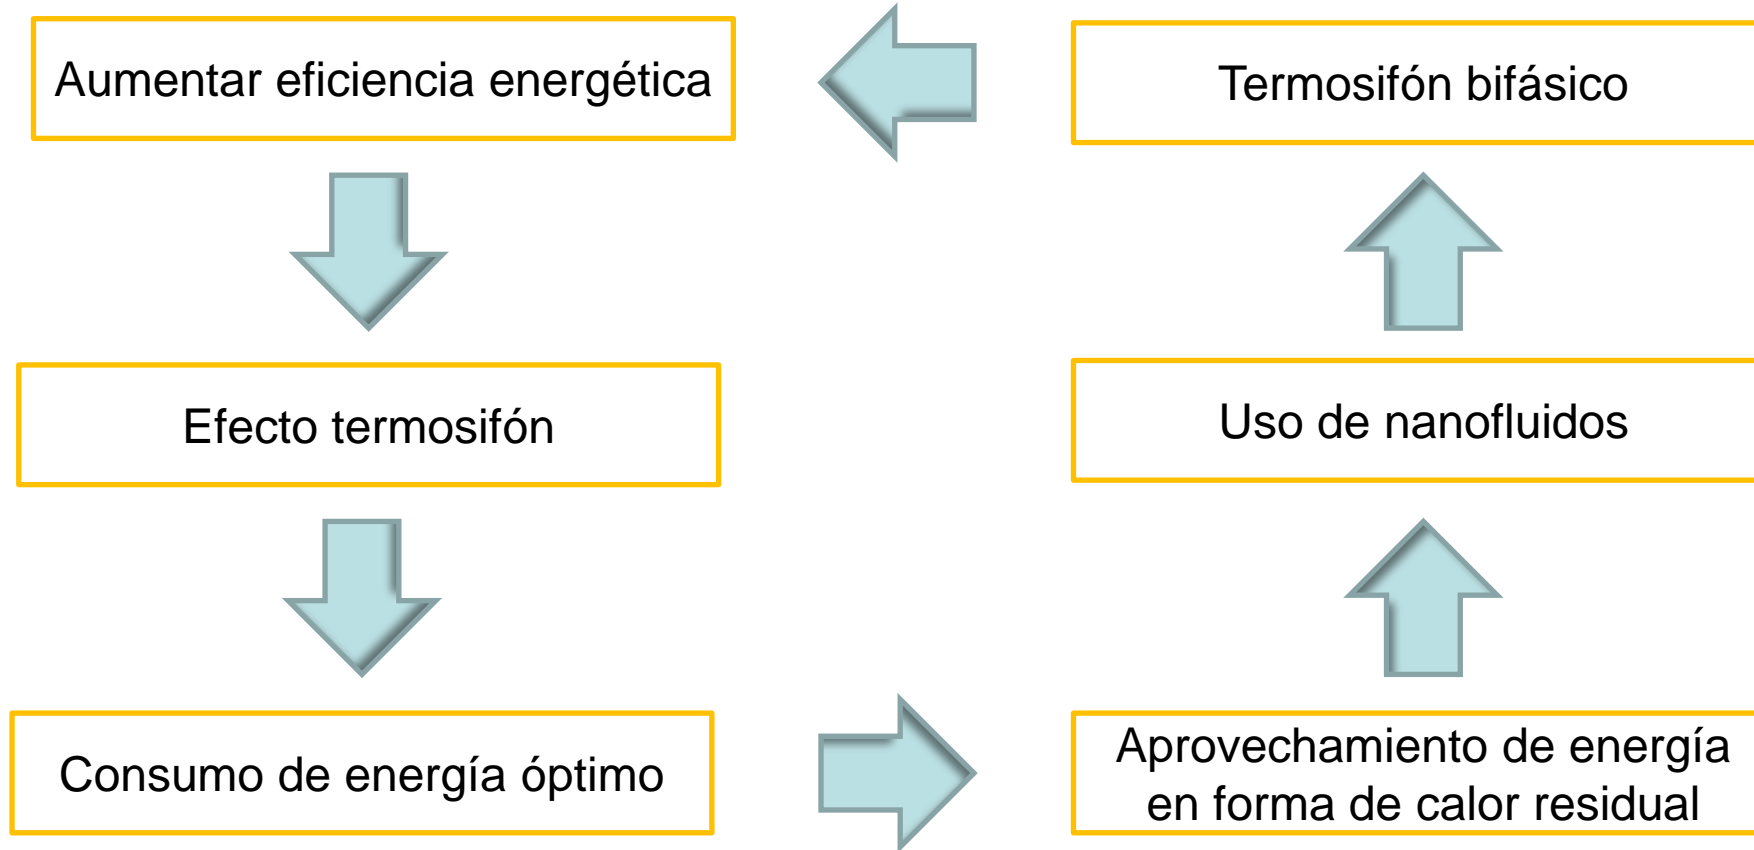 Aumentar eficiencia energética
Termosifón bifásico
Efecto termosifón
Uso de nanofluidos
Consumo de energía óptimo
Aprovechamiento de energía
en forma de calor residual